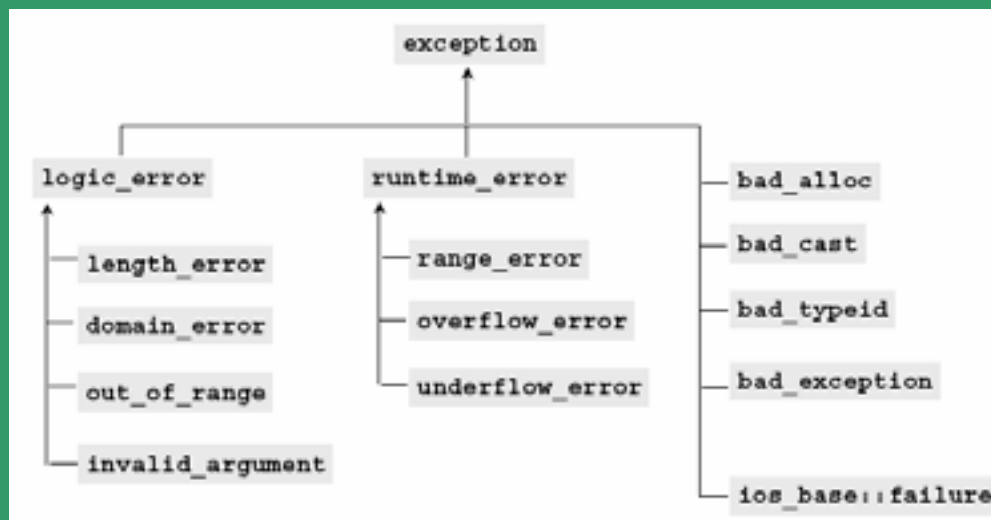 exception
logic_error
length_error
domain_error
out_of_range
invalid_argument
runtime_error
range_error
overflow_error
underflow_error
bad_alloc
bad_cast
bad_typeid
bad_exception
ios_base::failure